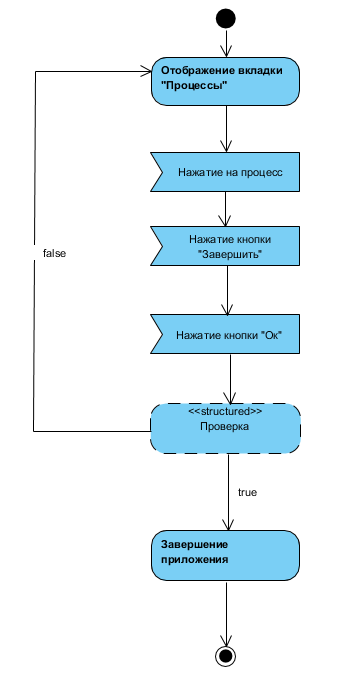 Отображение вкладки
"Процессы"
Нажатие на процесс
Нажатие кнопки
"Завершить"
false
Нажатие кнопки "Ок"
<<structured>>
Проверка
true
Завершение
приложения